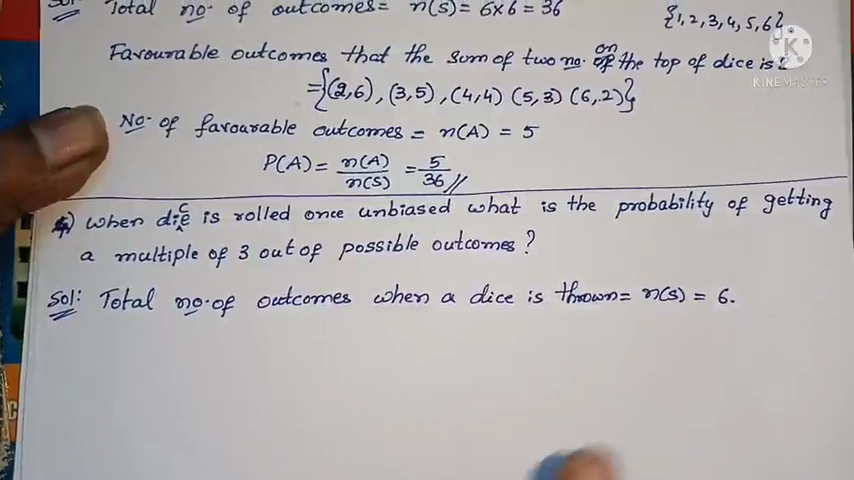 Sol: Total no. of outcomes = n(S) = 6×6 = 36
{1,2,3,4,5,6}
Favourable outcomes that the sum of two no. on the top of dice is
= {(2,6), (3,5), (4,4) (5,3) (6,2)}
No. of favourable outcomes = n(A) = 5
P(A) = n(A)/n(S) = 5/36 //
4) When dice is rolled once unbiased what is the probability of getting
a multiple of 3 out of possible outcomes?
Sol: Total no. of outcomes when a dice is thrown = n(S) = 6.
K
KINEMASTER